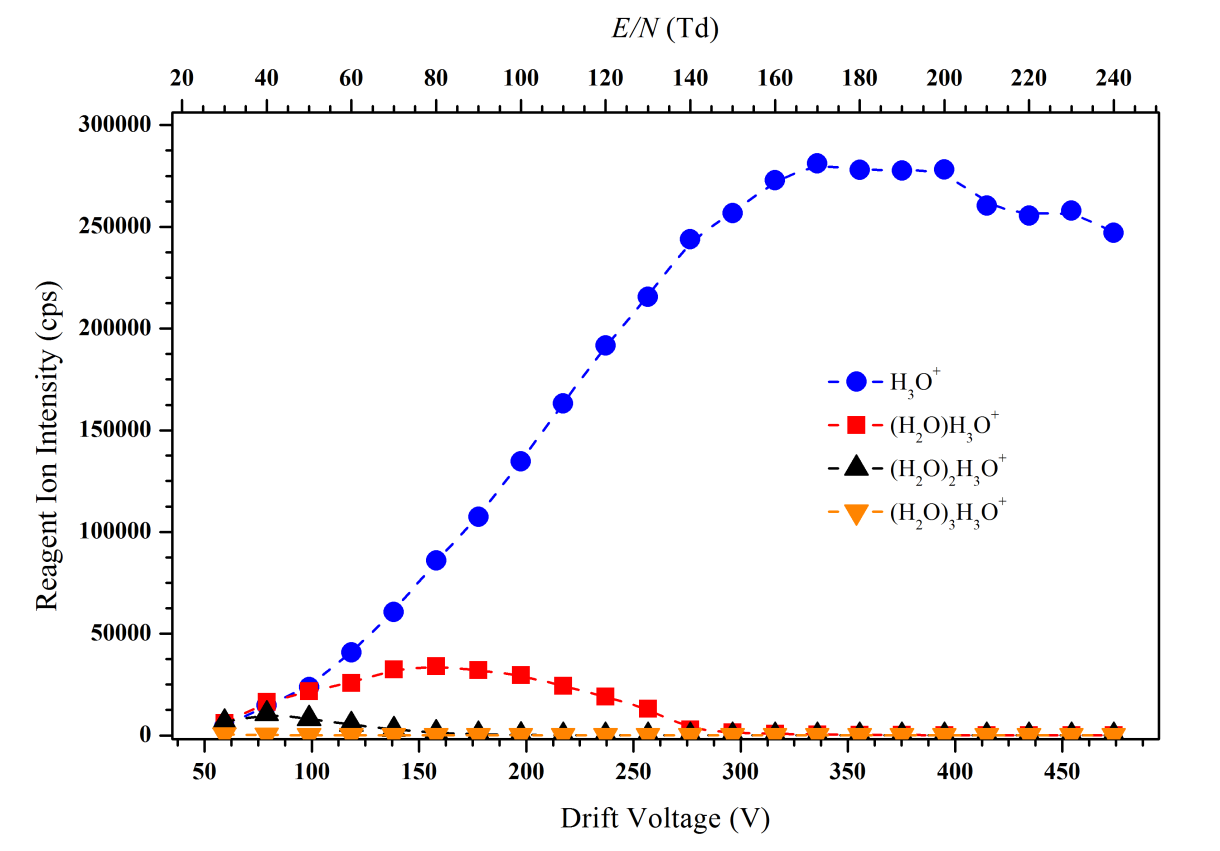 E/N (Td)
20 40 60 80 100 120 140 160 180 200 220 240
300000
250000
200000
150000
100000
50000
0
Reagent Ion Intensity (cps)
H₃O⁺
(H₂O)H₃O⁺
(H₂O)₂H₃O⁺
(H₂O)₃H₃O⁺
50 100 150 200 250 300 350 400 450
Drift Voltage (V)